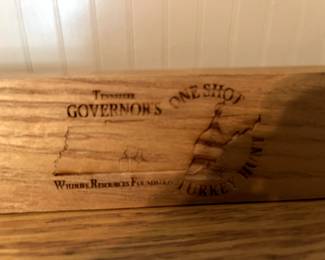 TENNESSEE
GOVERNOR'S
WILDLIFE RESOURCES FOUNDATION
ONE SHOT
TURKEY HUNT